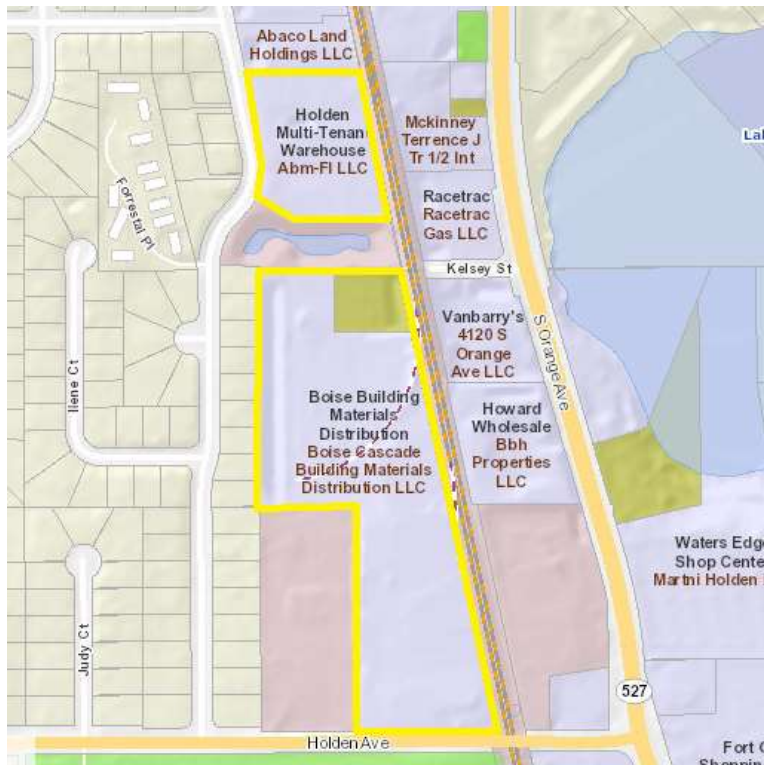 Abaco Land
Holdings LLC
Holden
Multi-Tenan
Warehouse
Abm-Fl LLC
Mckinney
Terrence J
Tr 1/2 Int
Lal
Forrestal Pl
Racetrac
Racetrac
Gas LLC
Kelsey St
Vanbarry's
4120 S
Orange
Ave LLC
S Orange Ave
Ilene Ct
Boise Building
Materials
Distribution
Boise Cascade
Building Materials
Distribution LLC
Howard
Wholesale
Bbh
Properties
LLC
Waters Edg
Shop Cente
Martni Holden
Judy Ct
527
Holden Ave
Fort
Shoppin